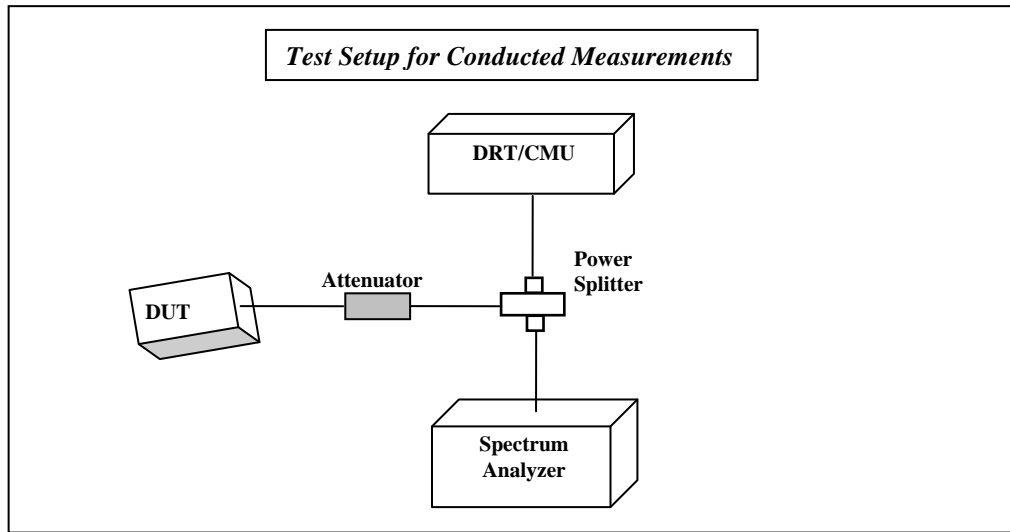 Test Setup for Conducted Measurements
DRT/CMU
Power
Splitter
Attenuator
DUT
Spectrum
Analyzer